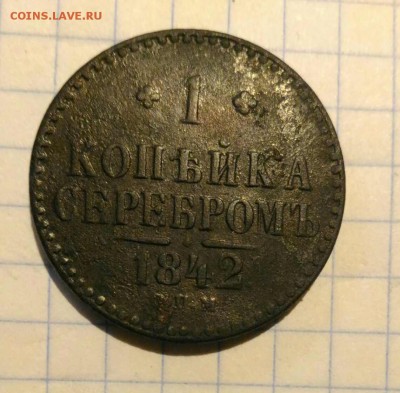 COINS.LAVE.RU
1
КОПѢЙКА
СЕРЕБРОМЪ
1842